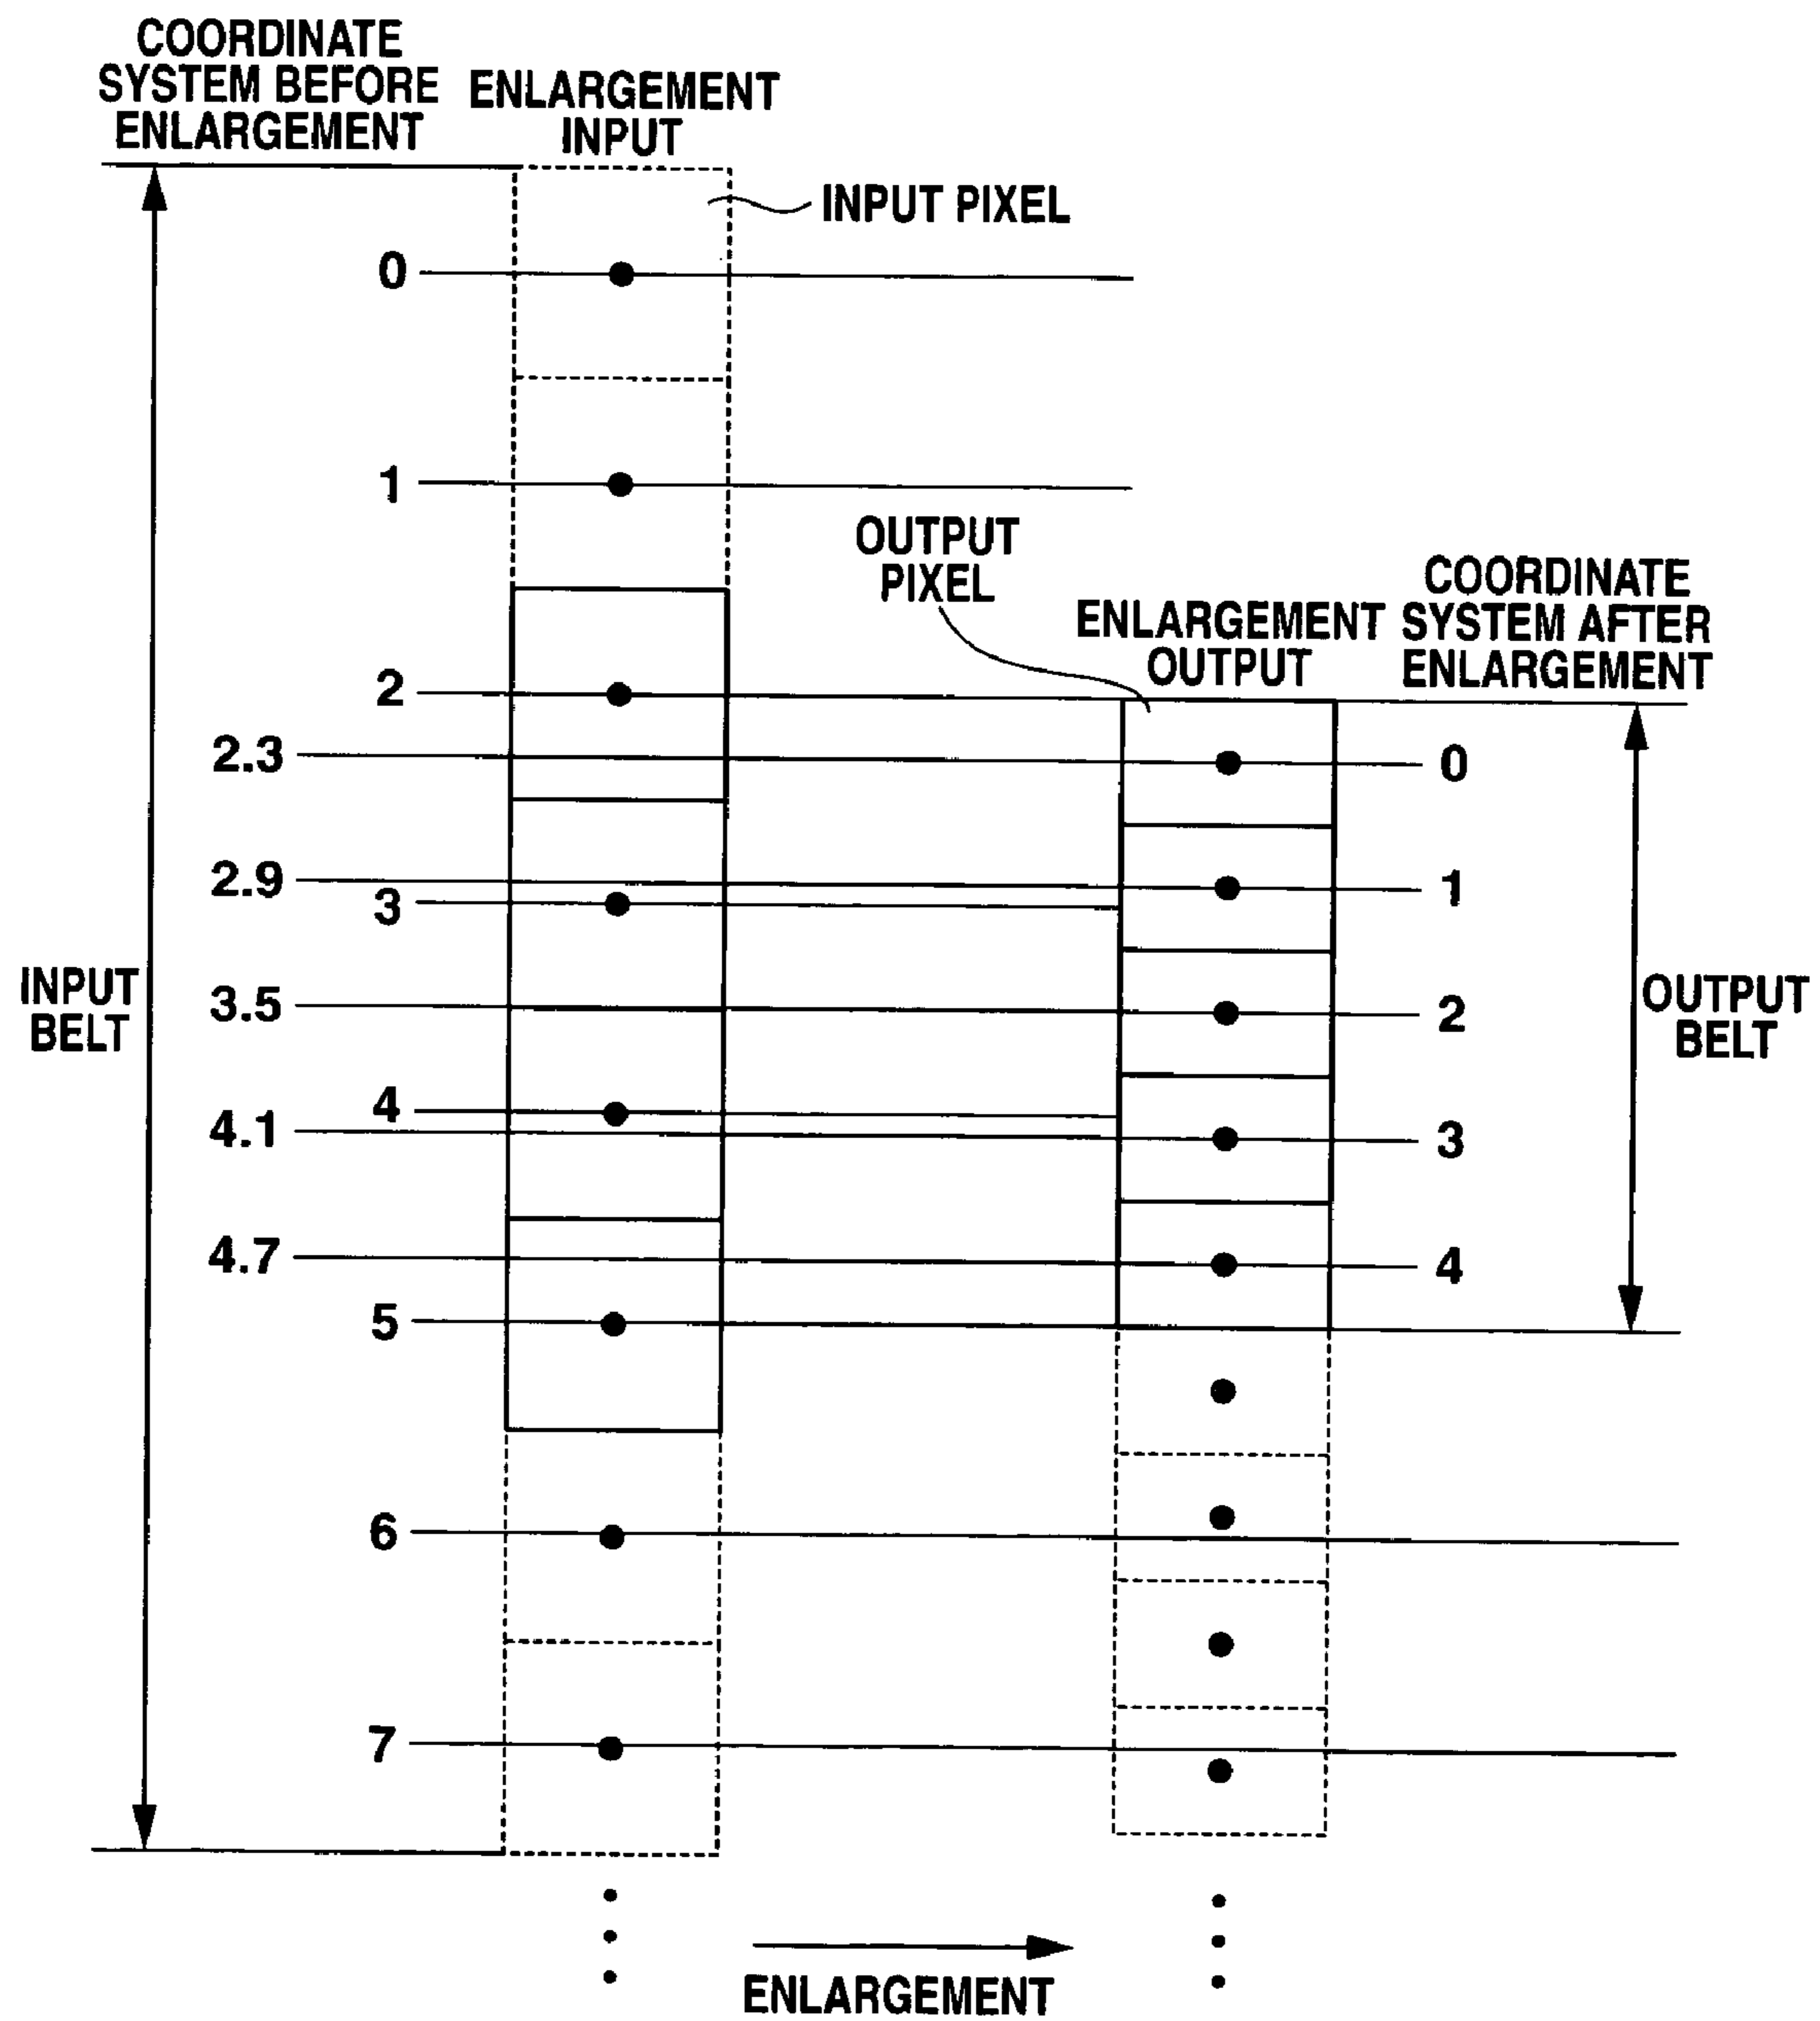 COORDINATE
SYSTEM BEFORE
ENLARGEMENT
ENLARGEMENT
INPUT
INPUT PIXEL
0
1
OUTPUT
PIXEL
ENLARGEMENT
OUTPUT
COORDINATE
SYSTEM AFTER
ENLARGEMENT
2
2.3
0
2.9
1
3
INPUT
BELT
3.5
2
OUTPUT
BELT
4
4.1
3
4.7
4
5
6
7
ENLARGEMENT